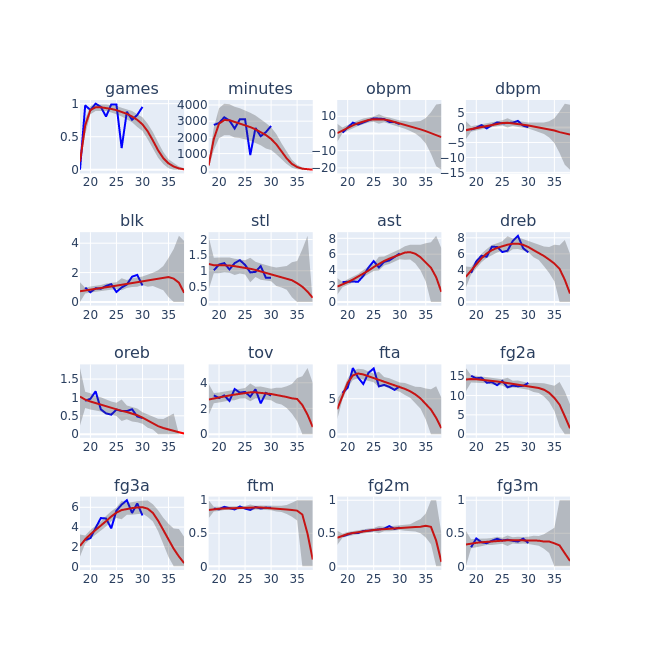 games minutes obpm dbpm
1 0.5 0 20 25 30 35
4000 3000 2000 1000 0 20 25 30 35
10 0 −10 −20 20 25 30 35
5 0 −5 −10 −15 20 25 30 35
blk stl ast dreb
4 2 0 20 25 30 35
2 1.5 1 0.5 0 20 25 30 35
8 6 4 2 0 20 25 30 35
8 6 4 2 0 20 25 30 35
oreb tov fta fg2a
1.5 1 0.5 0 20 25 30 35
4 2 0 20 25 30 35
5 0 20 25 30 35
15 10 5 0 20 25 30 35
fg3a ftm fg2m fg3m
6 4 2 0 20 25 30 35
1 0.5 0 20 25 30 35
1 0.5 0 20 25 30 35
1 0.5 0 20 25 30 35